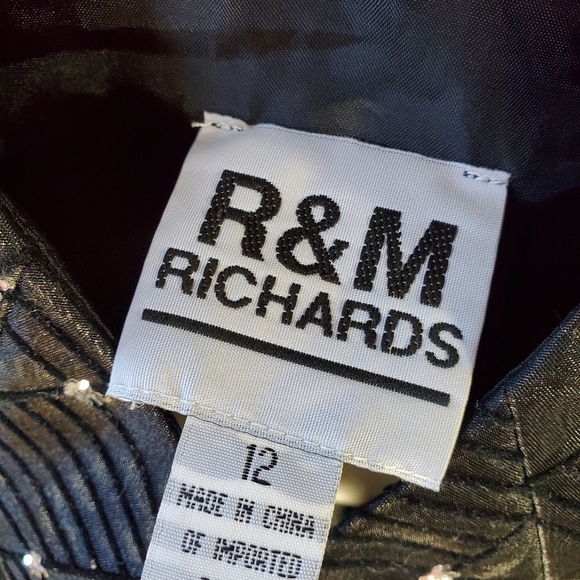 R&M
RICHARDS
12
MADE IN CHINA
OF IMPORTED